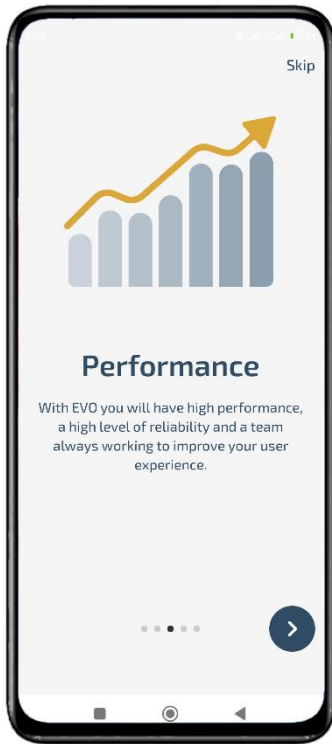 Skip
Performance
With EVO you will have high performance,
a high level of reliability and a team
always working to improve your user
experience.